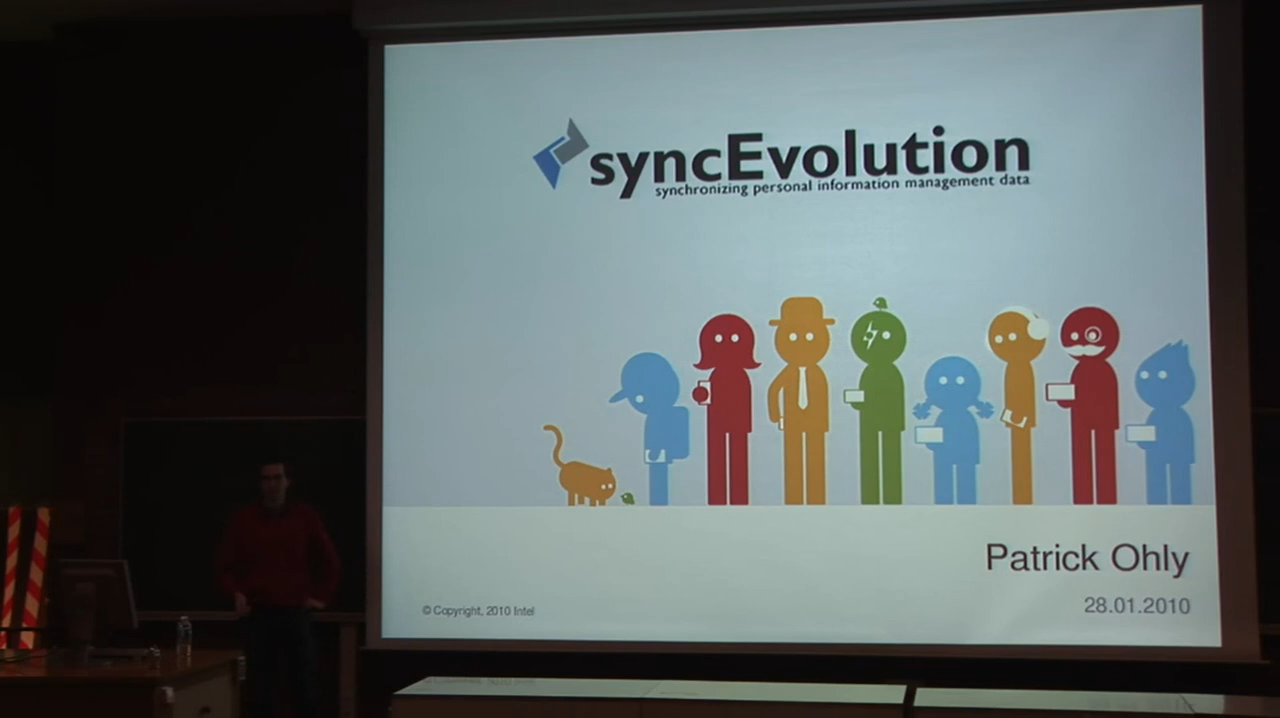 syncEvolution
synchronizing personal information management data
Patrick Ohly
28.01.2010
© Copyright, 2010 Intel